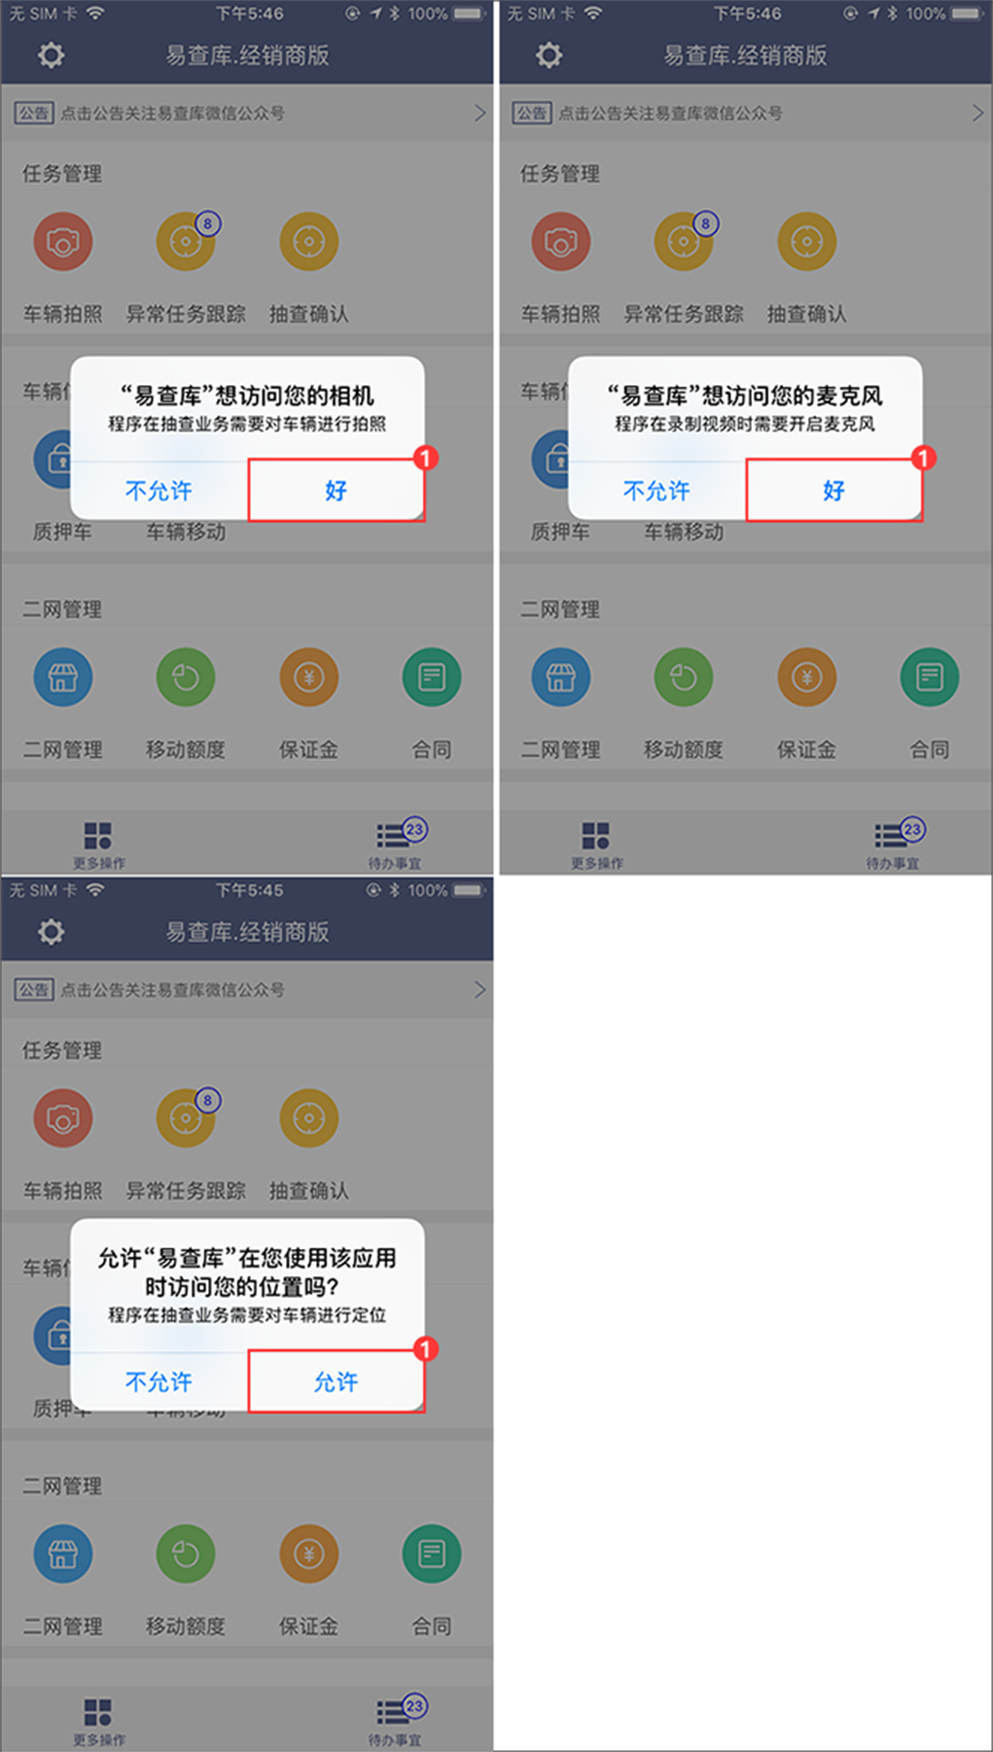 无 SIM 卡 下午5:46 100%
易查库.经销商版
公告 点击公告关注易查库微信公众号
任务管理
8
车辆拍照 异常任务跟踪 抽查确认
车辆
“易查库”想访问您的相机
程序在抽查业务需要对车辆进行拍照
1
不允许 好
质押车 车辆移动
二网管理
二网管理 移动额度 保证金 合同
23
更多操作 待办事宜
无 SIM 卡 下午5:46 100%
易查库.经销商版
公告 点击公告关注易查库微信公众号
任务管理
8
车辆拍照 异常任务跟踪 抽查确认
车辆
“易查库”想访问您的麦克风
程序在录制视频时需要开启麦克风
1
不允许 好
质押车 车辆移动
二网管理
二网管理 移动额度 保证金 合同
23
更多操作 待办事宜
无 SIM 卡 下午5:45 100%
易查库.经销商版
公告 点击公告关注易查库微信公众号
任务管理
8
车辆拍照 异常任务跟踪 抽查确认
车辆
允许“易查库”在您使用该应用
时访问您的位置吗?
程序在抽查业务需要对车辆进行定位
1
不允许 允许
质押车 车辆移动
二网管理
二网管理 移动额度 保证金 合同
23
更多操作 待办事宜